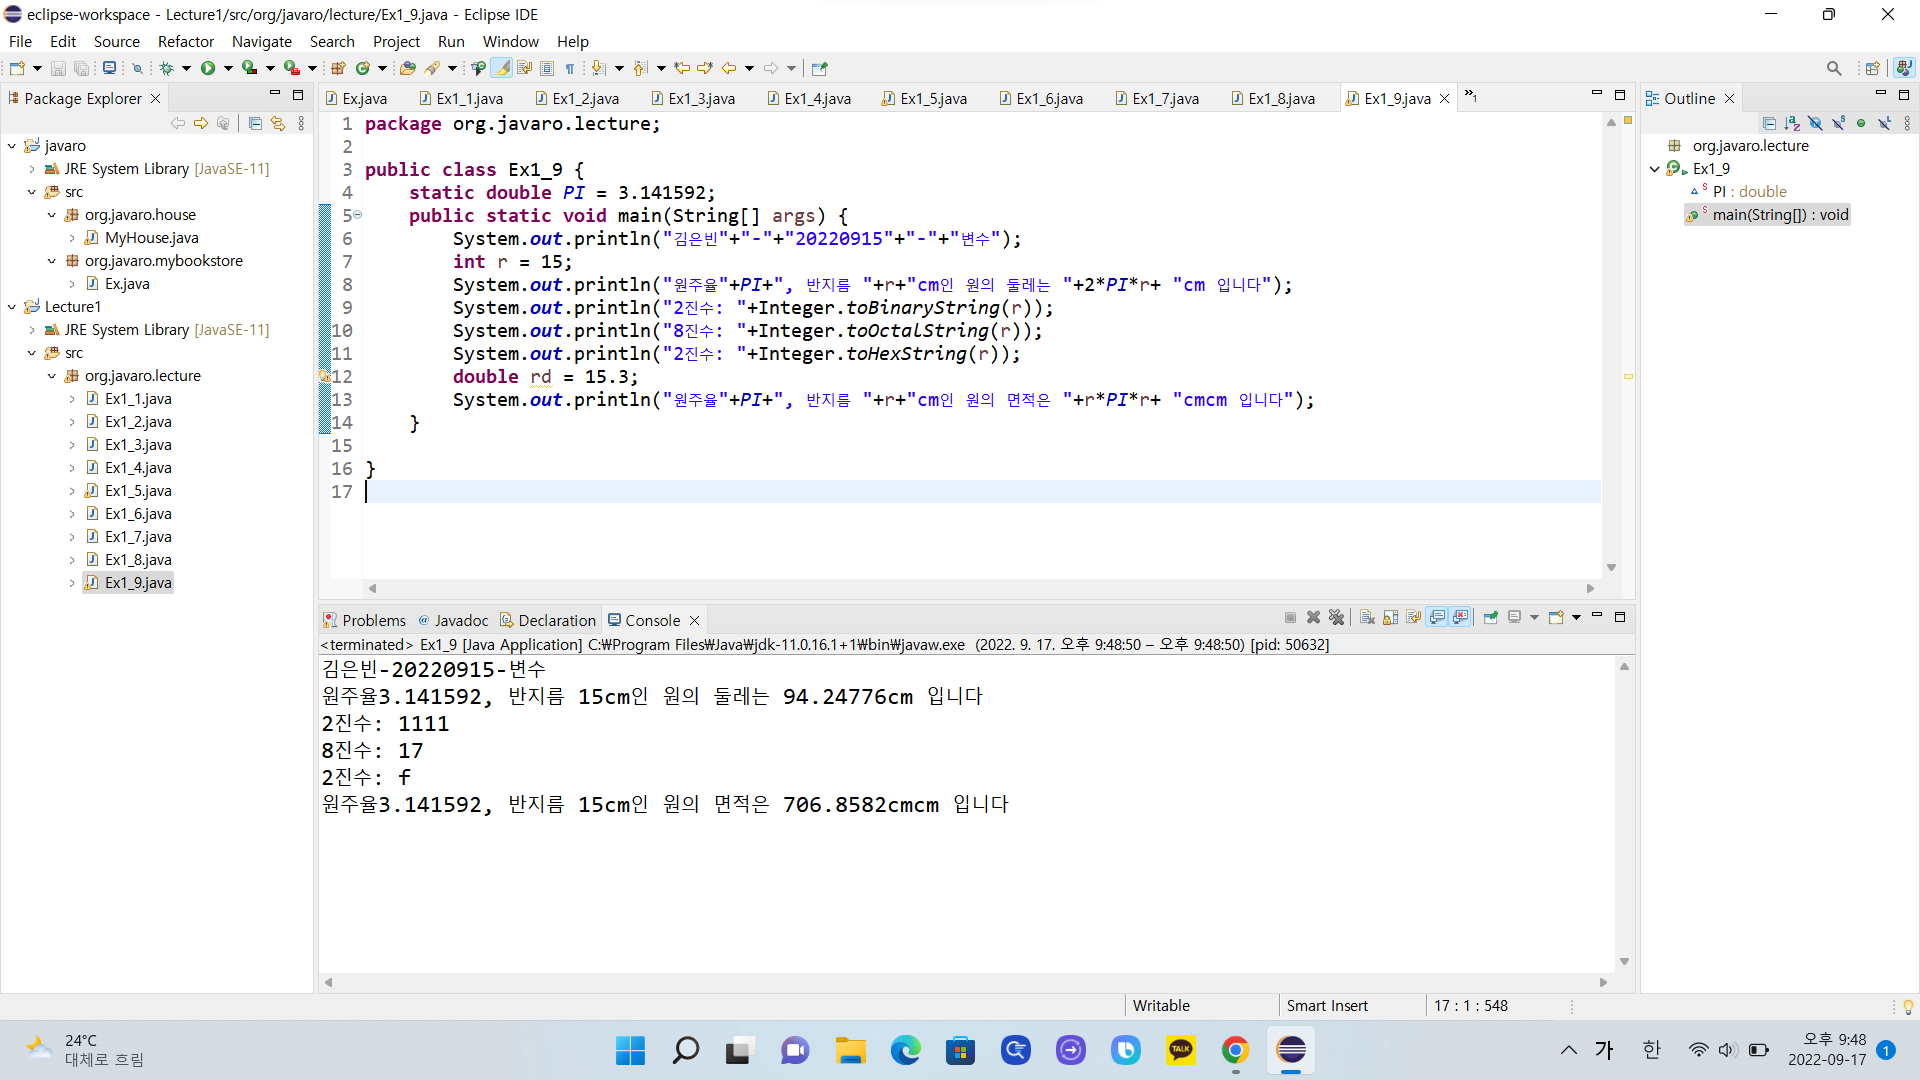 eclipse-workspace - Lecture1/src/org/javaro/lecture/Ex1_9.java - Eclipse IDE
File Edit Source Refactor Navigate Search Project Run Window Help
Package Explorer
javaro
JRE System Library [JavaSE-11]
src
org.javaro.house
MyHouse.java
org.javaro.mybookstore
Ex.java
Lecture1
JRE System Library [JavaSE-11]
src
org.javaro.lecture
Ex1_1.java
Ex1_2.java
Ex1_3.java
Ex1_4.java
Ex1_5.java
Ex1_6.java
Ex1_7.java
Ex1_8.java
Ex1_9.java
Ex.java Ex1_1.java Ex1_2.java Ex1_3.java Ex1_4.java Ex1_5.java Ex1_6.java Ex1_7.java Ex1_8.java Ex1_9.java »1
1 package org.javaro.lecture;
2
3 public class Ex1_9 {
4 static double PI = 3.141592;
5 public static void main(String[] args) {
6 System.out.println("김은빈"+"-"+"20220915"+"-"+"변수");
7 int r = 15;
8 System.out.println("원주율"+PI+", 반지름 "+r+"cm인 원의 둘레는 "+2*PI*r+ "cm 입니다");
9 System.out.println("2진수: "+Integer.toBinaryString(r));
10 System.out.println("8진수: "+Integer.toOctalString(r));
11 System.out.println("2진수: "+Integer.toHexString(r));
12 double rd = 15.3;
13 System.out.println("원주율"+PI+", 반지름 "+r+"cm인 원의 면적은 "+r*PI*r+ "cmcm 입니다");
14 }
15
16 }
17
Problems @ Javadoc Declaration Console
<terminated> Ex1_9 [Java Application] C:₩Program Files₩Java₩jdk-11.0.16.1+1₩bin₩javaw.exe (2022. 9. 17. 오후 9:48:50 – 오후 9:48:50) [pid: 50632]
김은빈-20220915-변수
원주율3.141592, 반지름 15cm인 원의 둘레는 94.24776cm 입니다
2진수: 1111
8진수: 17
2진수: f
원주율3.141592, 반지름 15cm인 원의 면적은 706.8582cmcm 입니다
Outline
org.javaro.lecture
Ex1_9
PI : double
main(String[]) : void
Writable Smart Insert 17 : 1 : 548
24°C
대체로 흐림
TALK
가 한
오후 9:48
2022-09-17
1